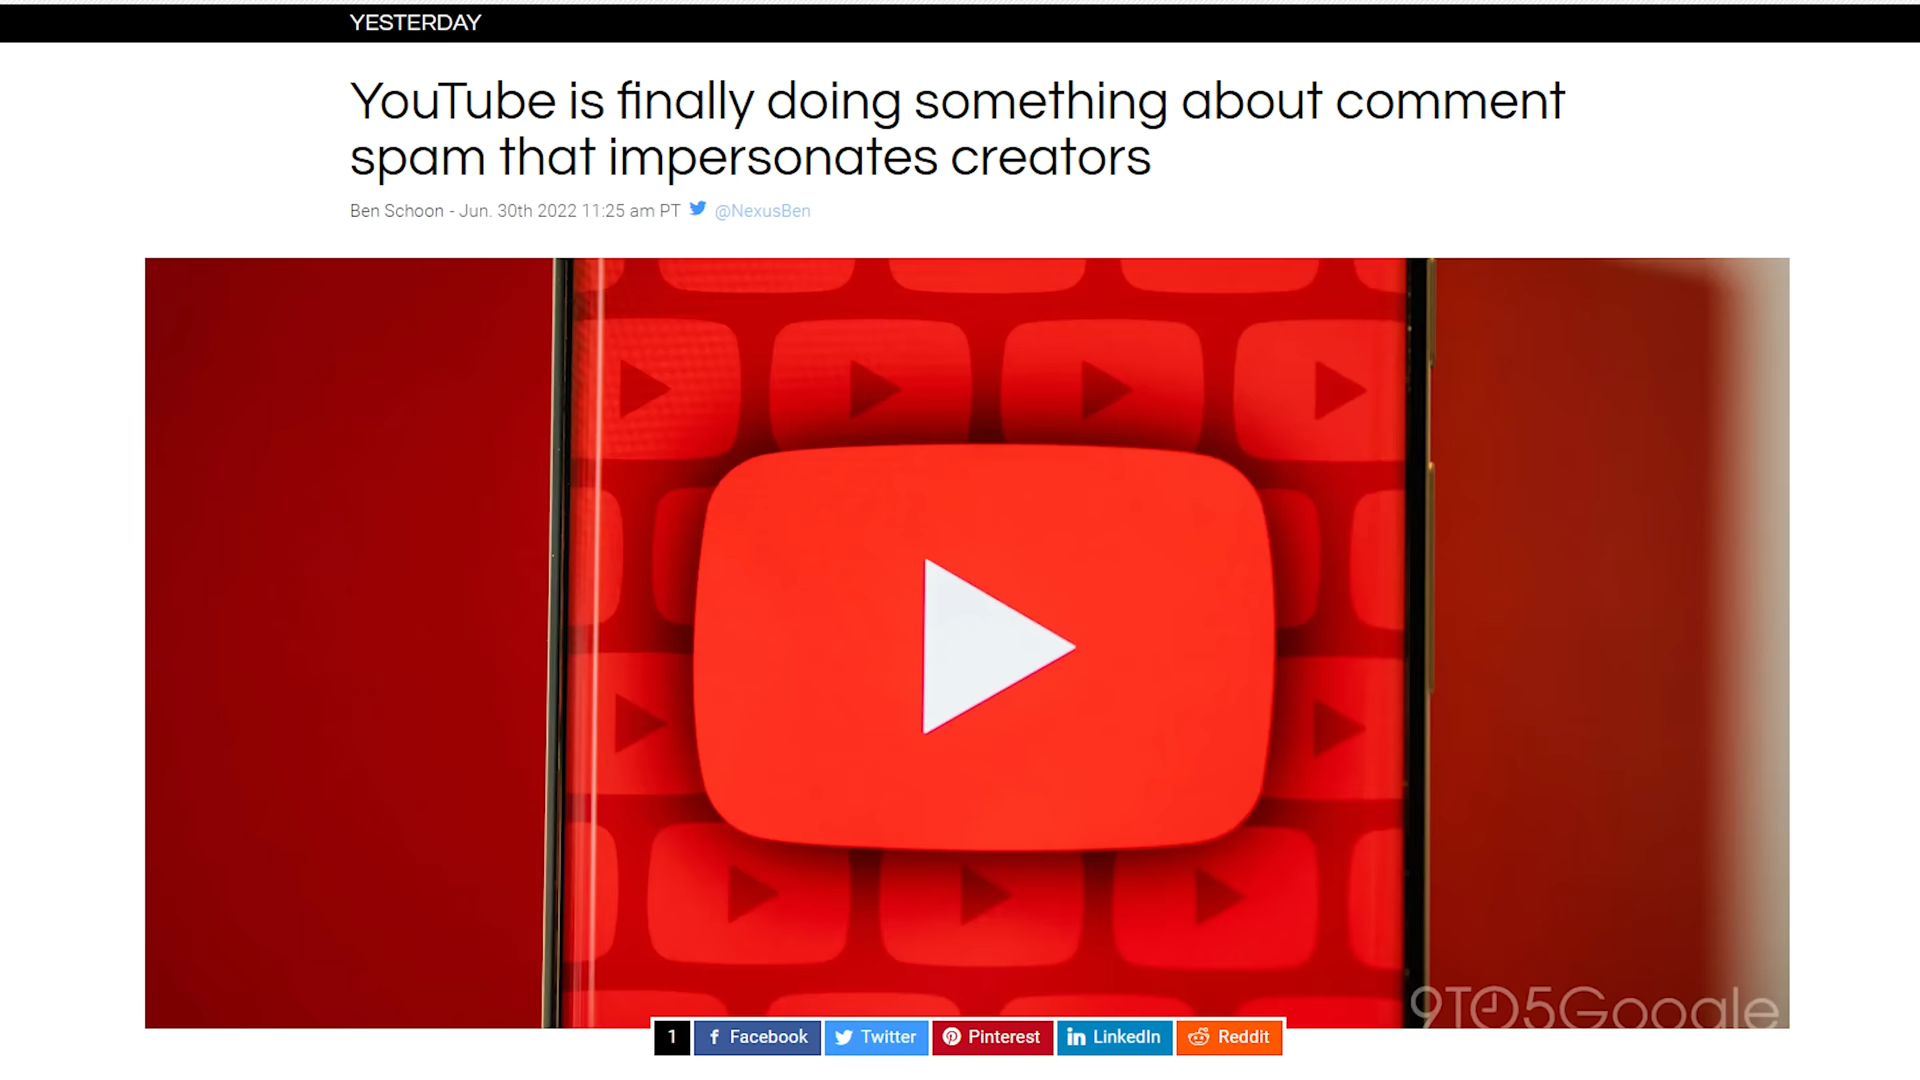 YESTERDAY
YouTube is finally doing something about comment
spam that impersonates creators
Ben Schoon - Jun. 30th 2022 11:25 am PT @NexusBen
9TO5Google
1 Facebook Twitter Pinterest LinkedIn Reddit